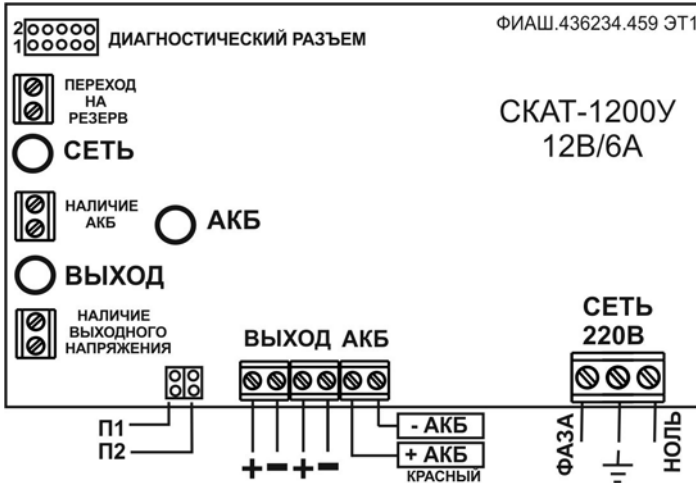 2
1
ДИАГНОСТИЧЕСКИЙ РАЗЪЕМ
ФИАШ.436234.459 ЭТ1
ПЕРЕХОД
НА
РЕЗЕРВ
СКАТ-1200У
12В/6А
СЕТЬ
НАЛИЧИЕ
АКБ
АКБ
ВЫХОД
НАЛИЧИЕ
ВЫХОДНОГО
НАПРЯЖЕНИЯ
ВЫХОД АКБ
СЕТЬ
220В
П1
П2
+ − + −
- АКБ
+ АКБ
КРАСНЫЙ
ФАЗА
НОЛЬ